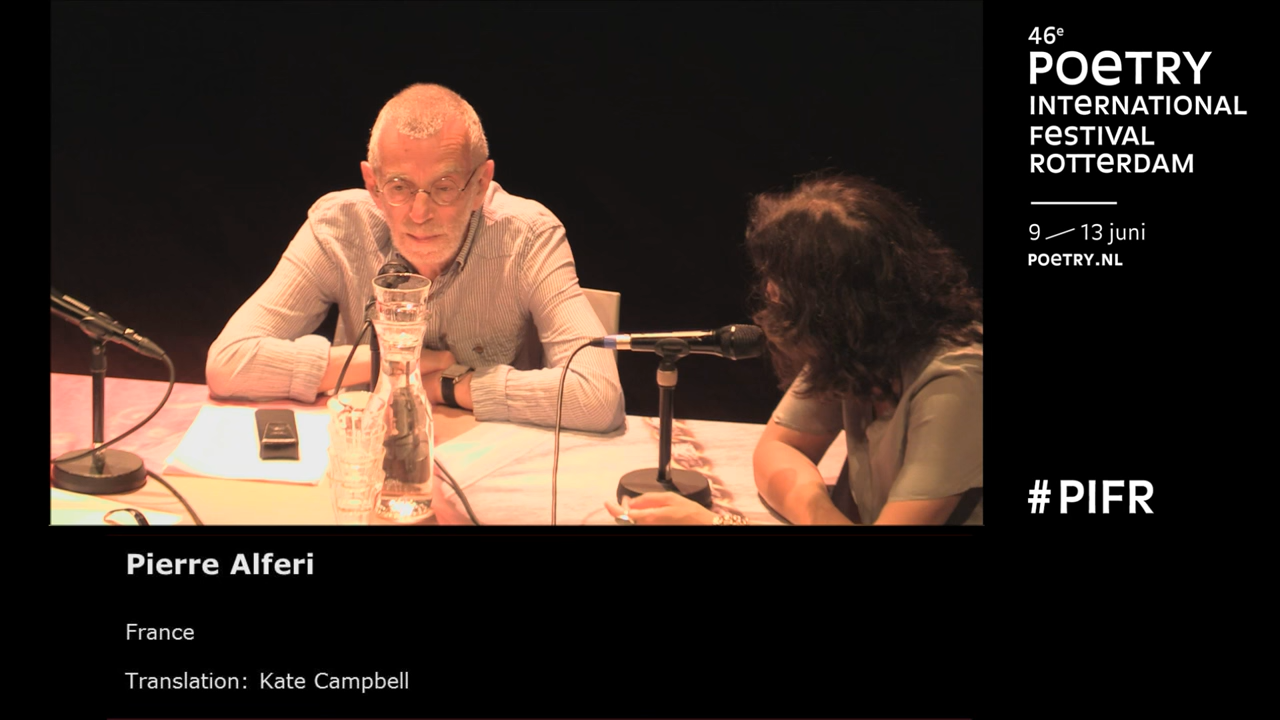 46e
POeTRY
INTeRNATIONAL
FeSTIVAL
ROTTeRDAM
9 — 13 juni
POeTRY.NL
#PIFR
Pierre Alferi
France
Translation: Kate Campbell